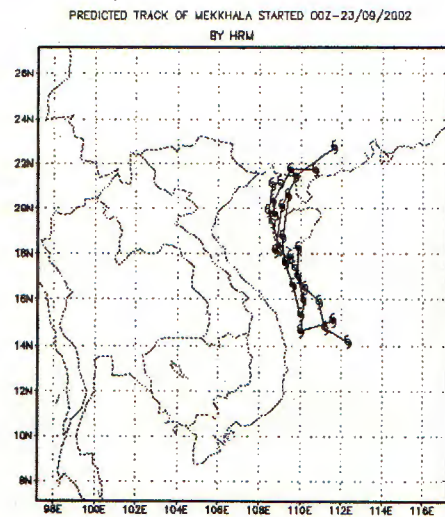 PREDICTED TRACK OF MEKKHALA STARTED 00Z-23/09/2002
BY HRM
26N
24N
22N
20N
18N
16N
14N
12N
10N
8N
98E 100E 102E 104E 106E 108E 110E 112E 114E 116E